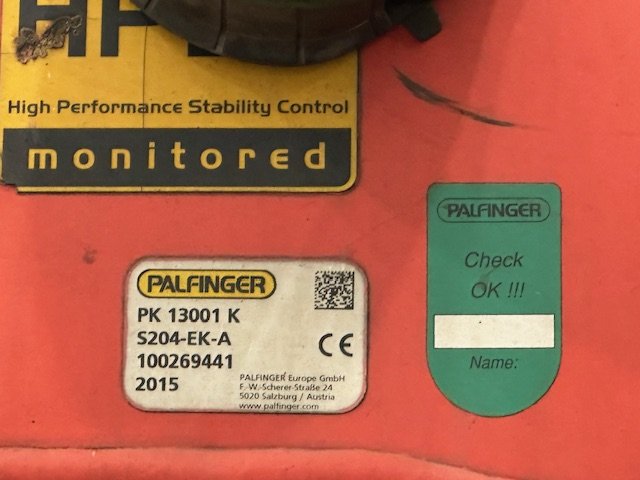 High Performance Stability Control
monitored
PALFINGER
Check
OK !!!
Name:
PALFINGER
PK 13001 K
S204-EK-A
100269441
2015
CE
PALFINGER Europe GmbH
F.-W.-Scherer-Straße 24
5020 Salzburg / Austria
www.palfinger.com